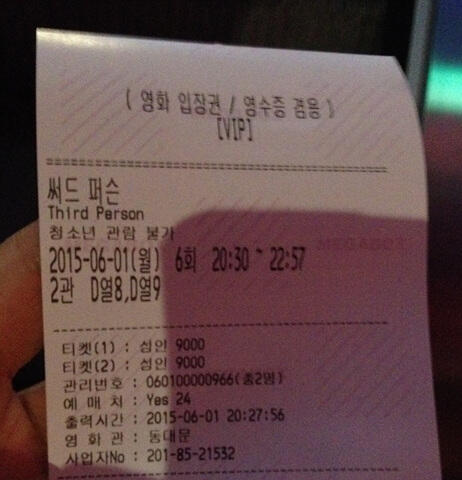 ( 영화 입장권 / 영수증 겸용 )
[VIP]
써드 퍼슨
Third Person
청소년 관람 불가
2015-06-01(월) 6회 20:30 ~ 22:57
2관 D열8,D열9
티켓(1) : 성인 9000
티켓(2) : 성인 9000
관리번호 : 060100000966(총2명)
예 매 처 : Yes 24
출력시간 : 2015-06-01 20:27:56
영 화 관 : 동대문
사업자No : 201-85-21532